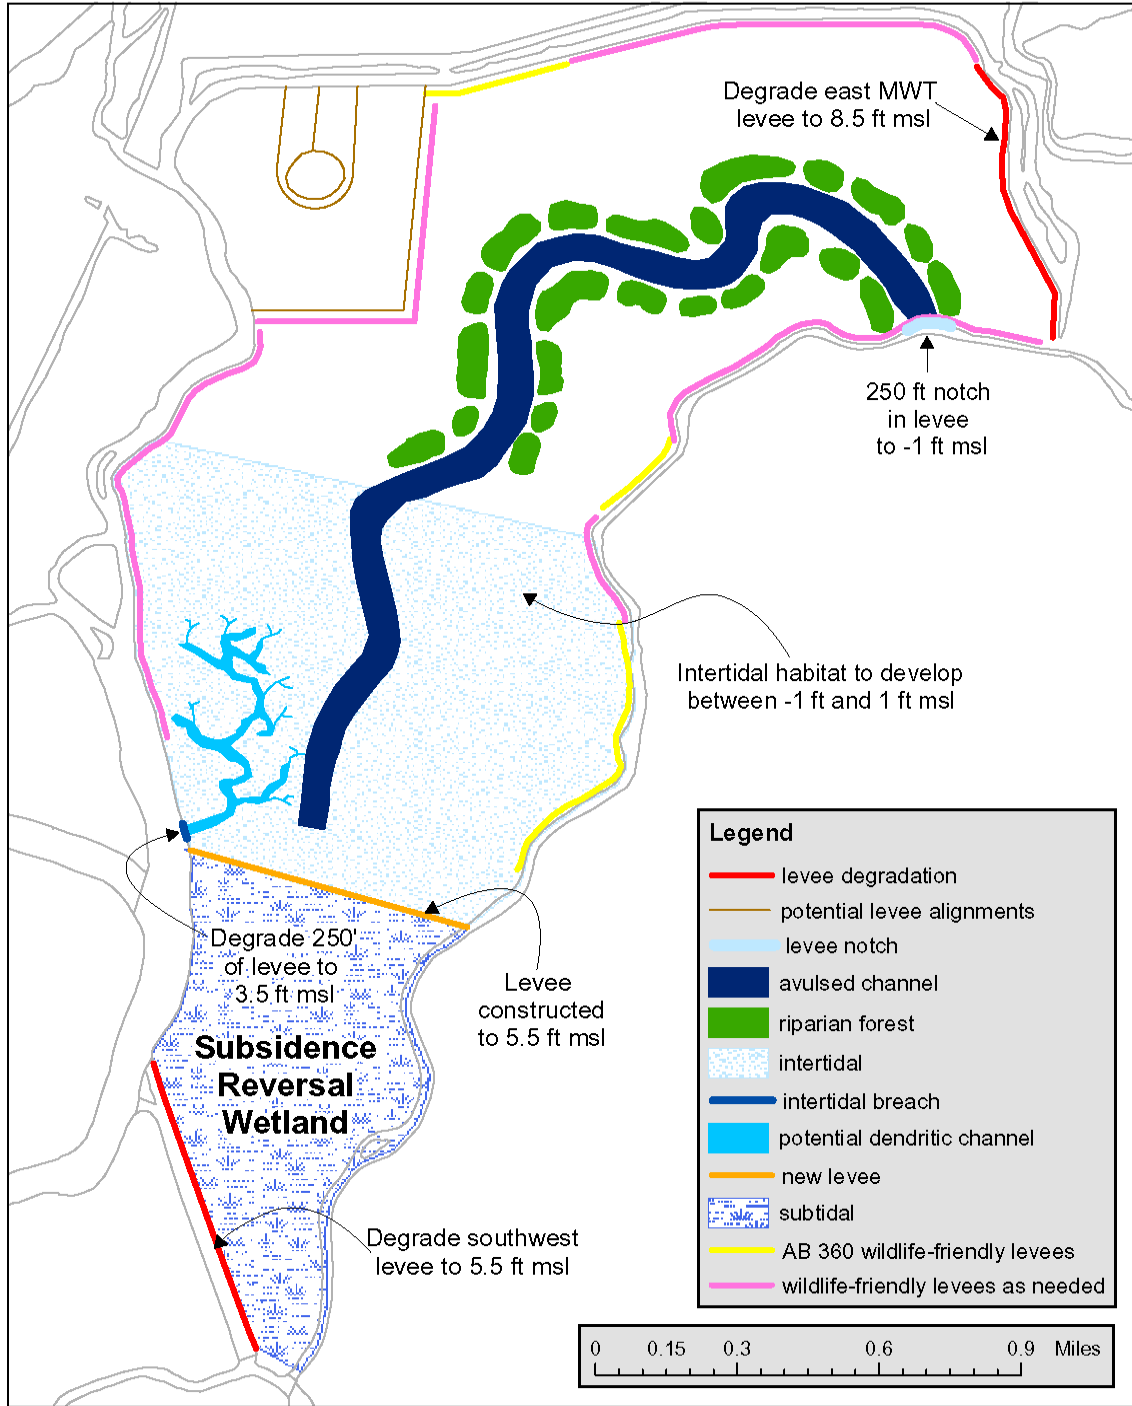 Degrade east MWT
levee to 8.5 ft msl
250 ft notch
in levee
to -1 ft msl
Intertidal habitat to develop
between -1 ft and 1 ft msl
Degrade 250'
of levee to
3.5 ft msl
Levee
constructed
to 5.5 ft msl
Subsidence
Reversal
Wetland
Degrade southwest
levee to 5.5 ft msl
Legend
levee degradation
potential levee alignments
levee notch
avulsed channel
riparian forest
intertidal
intertidal breach
potential dendritic channel
new levee
subtidal
AB 360 wildlife-friendly levees
wildlife-friendly levees as needed
0 0.15 0.3 0.6 0.9 Miles